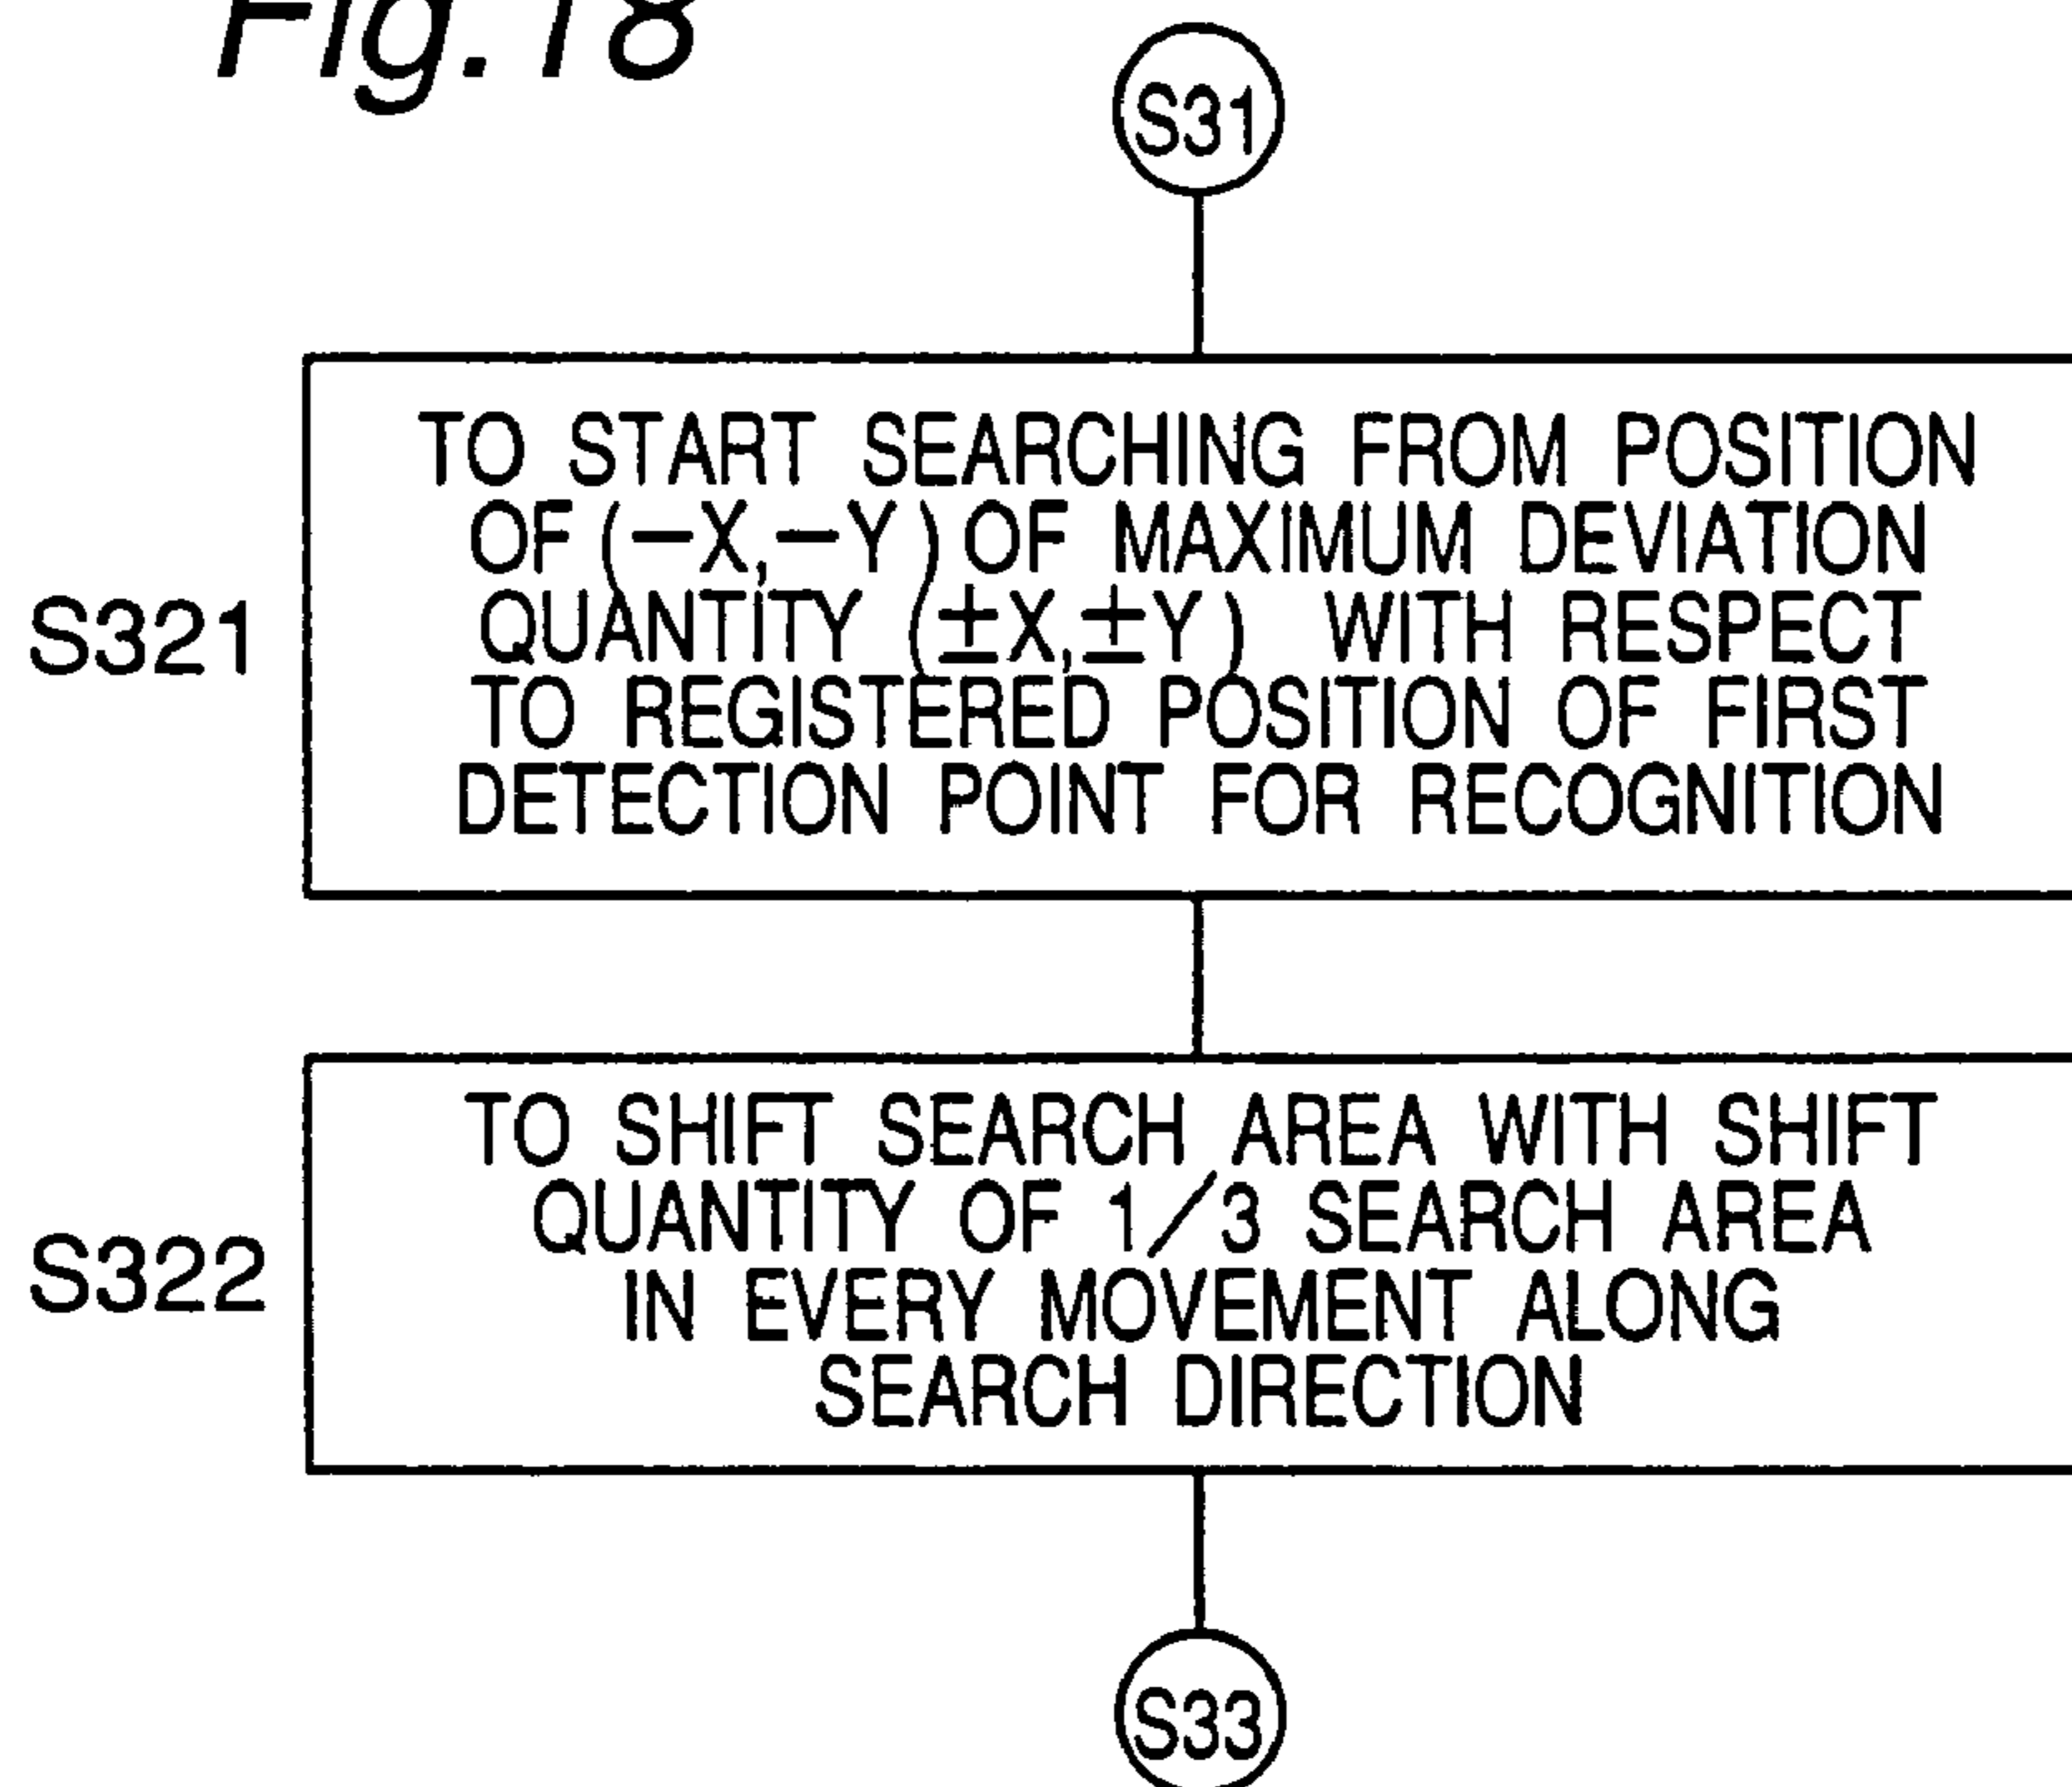 Fig.18
S31
S321
TO START SEARCHING FROM POSITION
OF (−X,−Y) OF MAXIMUM DEVIATION
QUANTITY (±X,±Y) WITH RESPECT
TO REGISTERED POSITION OF FIRST
DETECTION POINT FOR RECOGNITION
S322
TO SHIFT SEARCH AREA WITH SHIFT
QUANTITY OF 1/3 SEARCH AREA
IN EVERY MOVEMENT ALONG
SEARCH DIRECTION
S33